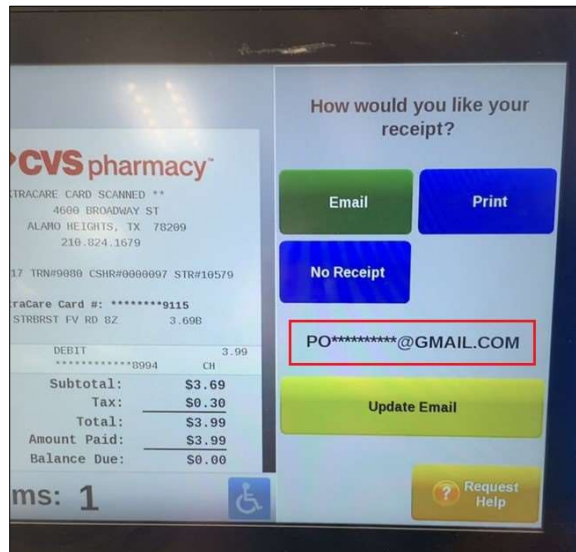 CVS pharmacy
XTRACARE CARD SCANNED **
4600 BROADWAY ST
ALAMO HEIGHTS, TX 78209
210.824.1679
17 TRN#9080 CSHR#0000097 STR#10579
traCare Card #: ********9115
STRBRST FV RD 8Z 3.69B
DEBIT 3.99
************8994 CH
Subtotal: $3.69
Tax: $0.30
Total: $3.99
Amount Paid: $3.99
Balance Due: $0.00
ms: 1
How would you like your
receipt?
Email
Print
No Receipt
PO**********@GMAIL.COM
Update Email
? Request
Help